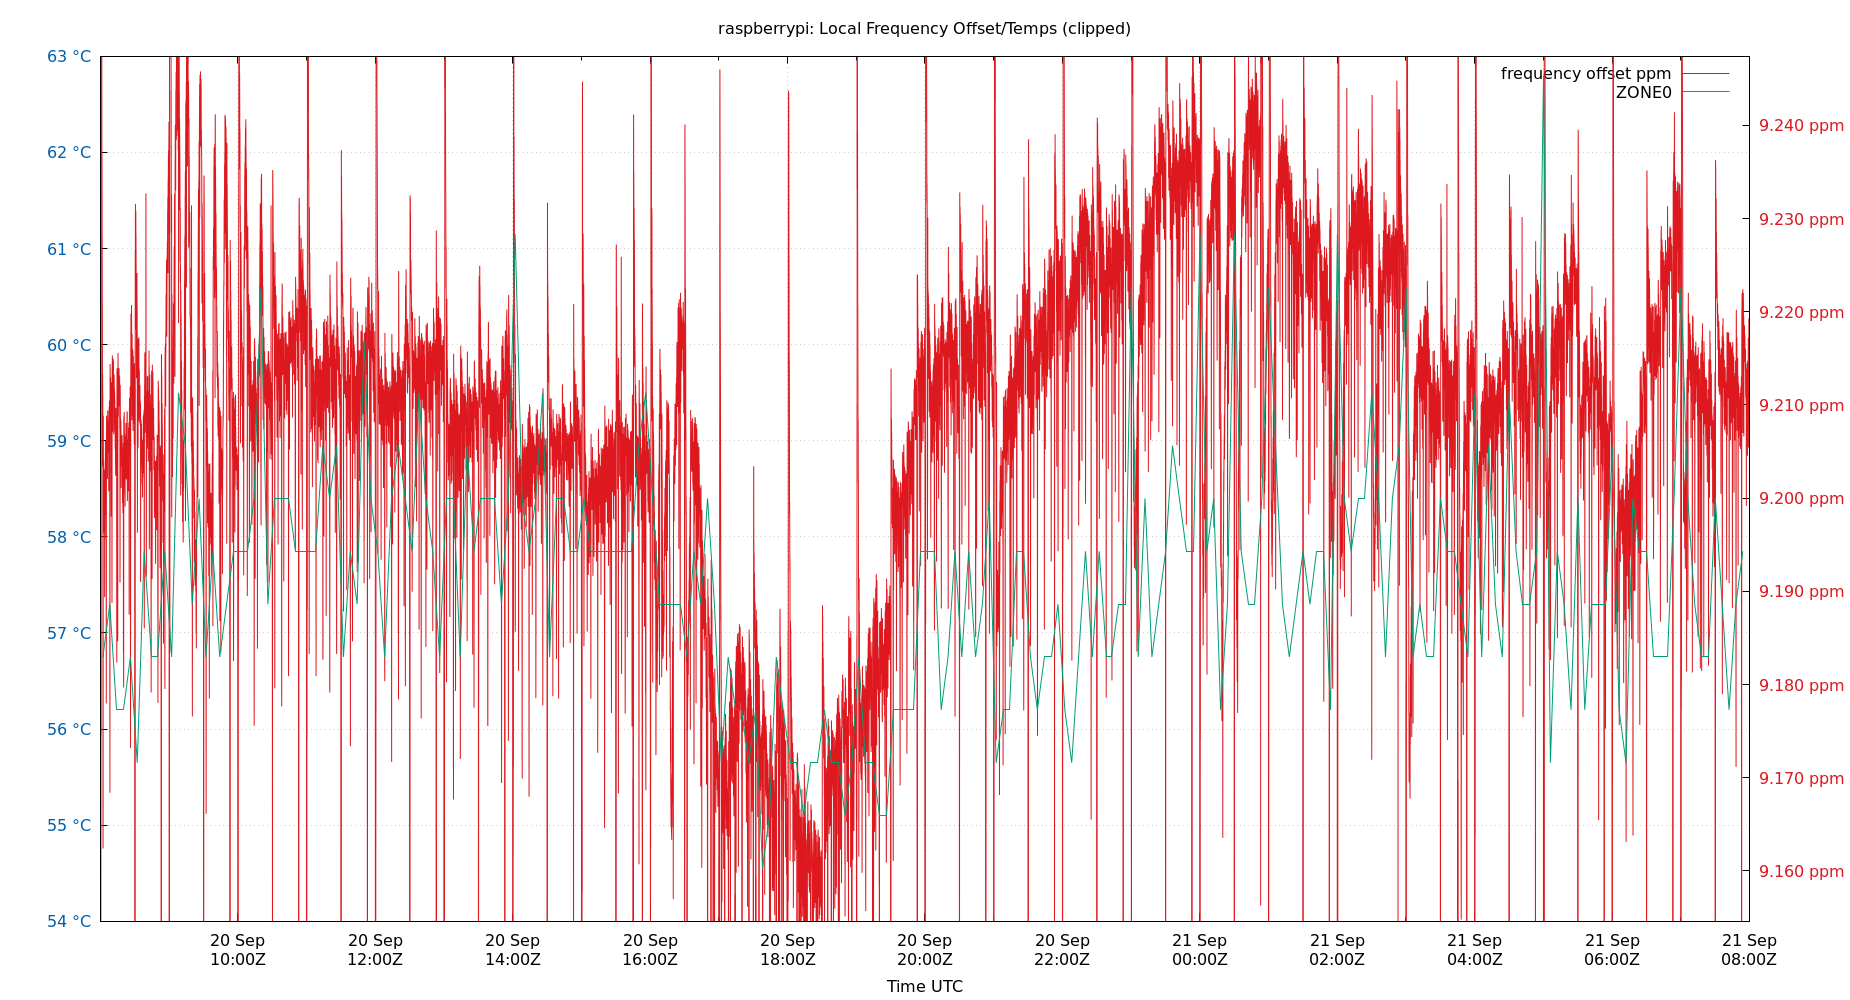 raspberrypi: Local Frequency Offset/Temps (clipped)
63 °C
62 °C
61 °C
60 °C
59 °C
58 °C
57 °C
56 °C
55 °C
54 °C
frequency offset ppm
ZONE0
9.240 ppm
9.230 ppm
9.220 ppm
9.210 ppm
9.200 ppm
9.190 ppm
9.180 ppm
9.170 ppm
9.160 ppm
20 Sep 20 Sep 20 Sep 20 Sep 20 Sep 20 Sep 20 Sep 21 Sep 21 Sep 21 Sep 21 Sep 21 Sep
10:00Z 12:00Z 14:00Z 16:00Z 18:00Z 20:00Z 22:00Z 00:00Z 02:00Z 04:00Z 06:00Z 08:00Z
Time UTC